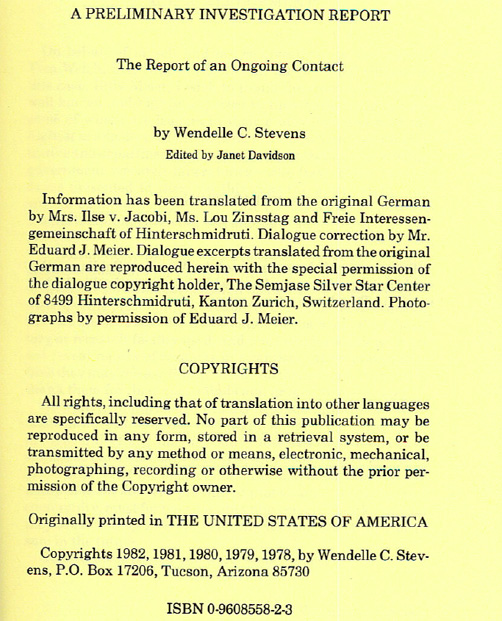 A PRELIMINARY INVESTIGATION REPORT
The Report of an Ongoing Contact
by Wendelle C. Stevens
Edited by Janet Davidson
Information has been translated from the original German
by Mrs. Ilse v. Jacobi, Ms. Lou Zinsstag and Freie Interessen-
gemeinschaft of Hinterschmidruti. Dialogue correction by Mr.
Eduard J. Meier. Dialogue excerpts translated from the original
German are reproduced herein with the special permission of
the dialogue copyright holder, The Semjase Silver Star Center
of 8499 Hinterschmidruti, Kanton Zurich, Switzerland. Photo-
graphs by permission of Eduard J. Meier.
COPYRIGHTS
All rights, including that of translation into other languages
are specifically reserved. No part of this publication may be
reproduced in any form, stored in a retrieval system, or be
transmitted by any method or means, electronic, mechanical,
photographing, recording or otherwise without the prior per-
mission of the Copyright owner.
Originally printed in THE UNITED STATES OF AMERICA
Copyrights 1982, 1981, 1980, 1979, 1978, by Wendelle C. Stev-
ens, P.O. Box 17206, Tucson, Arizona 85730
ISBN 0-9608558-2-3